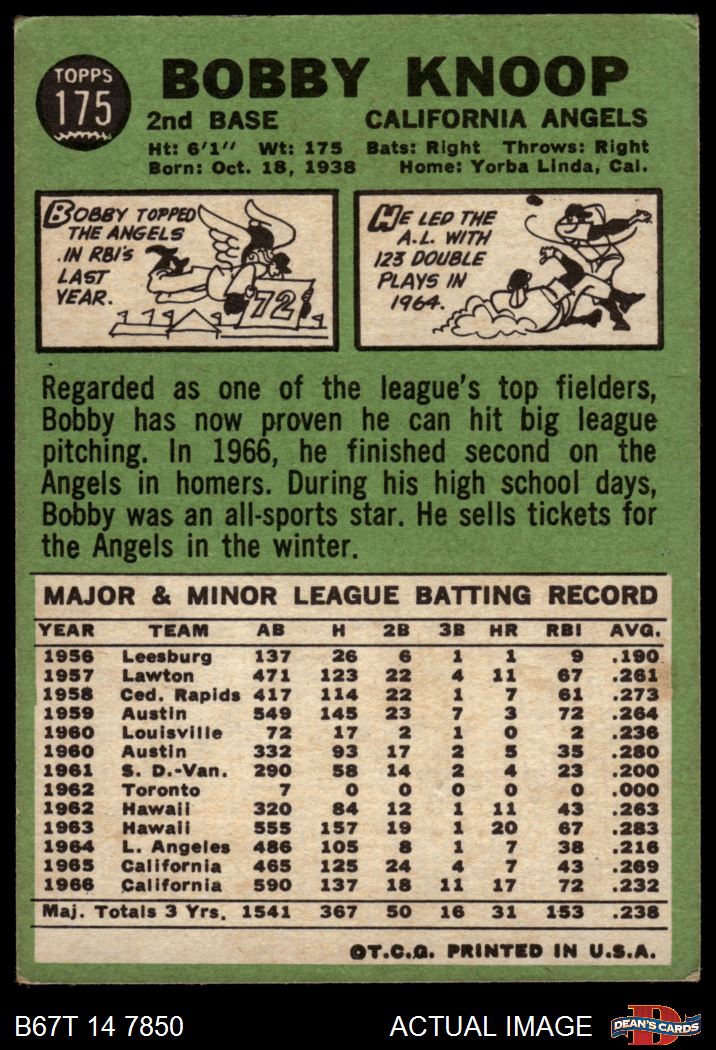 TOPPS
175
BOBBY KNOOP
2nd BASE CALIFORNIA ANGELS
Ht: 6'1" Wt: 175 Bats: Right Throws: Right
Born: Oct. 18, 1938 Home: Yorba Linda, Cal.
BOBBY TOPPED
THE ANGELS
IN RBI'S
LAST
YEAR.
72
HE LED THE
A.L. WITH
123 DOUBLE
PLAYS IN
1964.
Regarded as one of the league's top fielders,
Bobby has now proven he can hit big league
pitching. In 1966, he finished second on the
Angels in homers. During his high school days,
Bobby was an all-sports star. He sells tickets for
the Angels in the winter.
MAJOR & MINOR LEAGUE BATTING RECORD
YEAR TEAM AB H 2B 3B HR RBI AVG.
1956 Leesburg 137 26 6 1 1 9 .190
1957 Lawton 471 123 22 4 11 67 .261
1958 Ced. Rapids 417 114 22 1 7 61 .273
1959 Austin 549 145 23 7 3 72 .264
1960 Louisville 72 17 2 1 0 2 .236
1960 Austin 332 93 17 2 5 35 .280
1961 S. D.-Van. 290 58 14 2 4 23 .200
1962 Toronto 7 0 0 0 0 0 .000
1962 Hawaii 320 84 12 1 11 43 .263
1963 Hawaii 555 157 19 1 20 67 .283
1964 L. Angeles 486 105 8 1 7 38 .216
1965 California 465 125 24 4 7 43 .269
1966 California 590 137 18 11 17 72 .232
Maj. Totals 3 Yrs. 1541 367 50 16 31 153 .238
©T.C.G. PRINTED IN U.S.A.
B67T 14 7850 ACTUAL IMAGE
D
DEAN'S CARDS